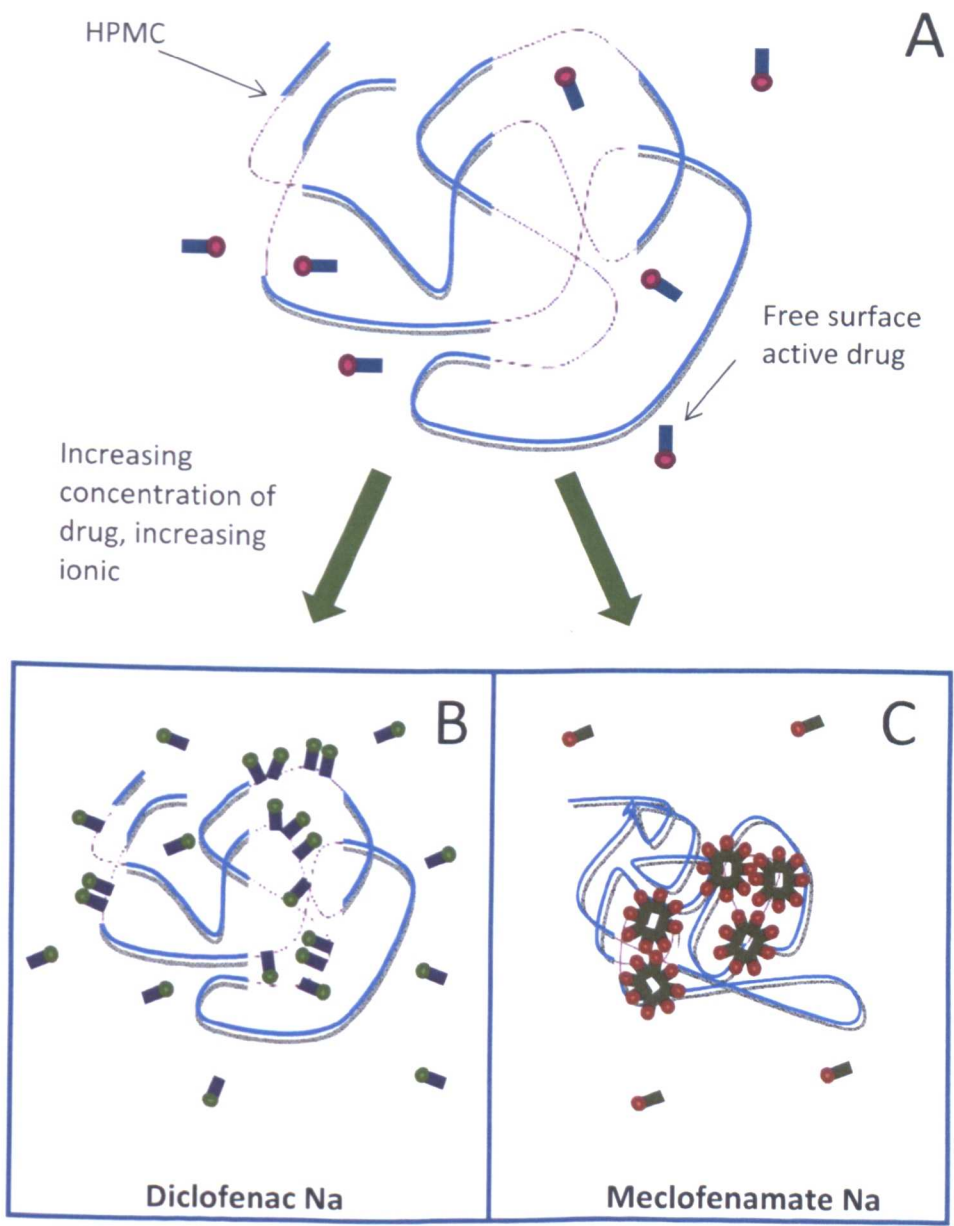 HPMC
A
Free surface
active drug
Increasing
concentration of
drug, increasing
ionic
B
C
Diclofenac Na
Meclofenamate Na